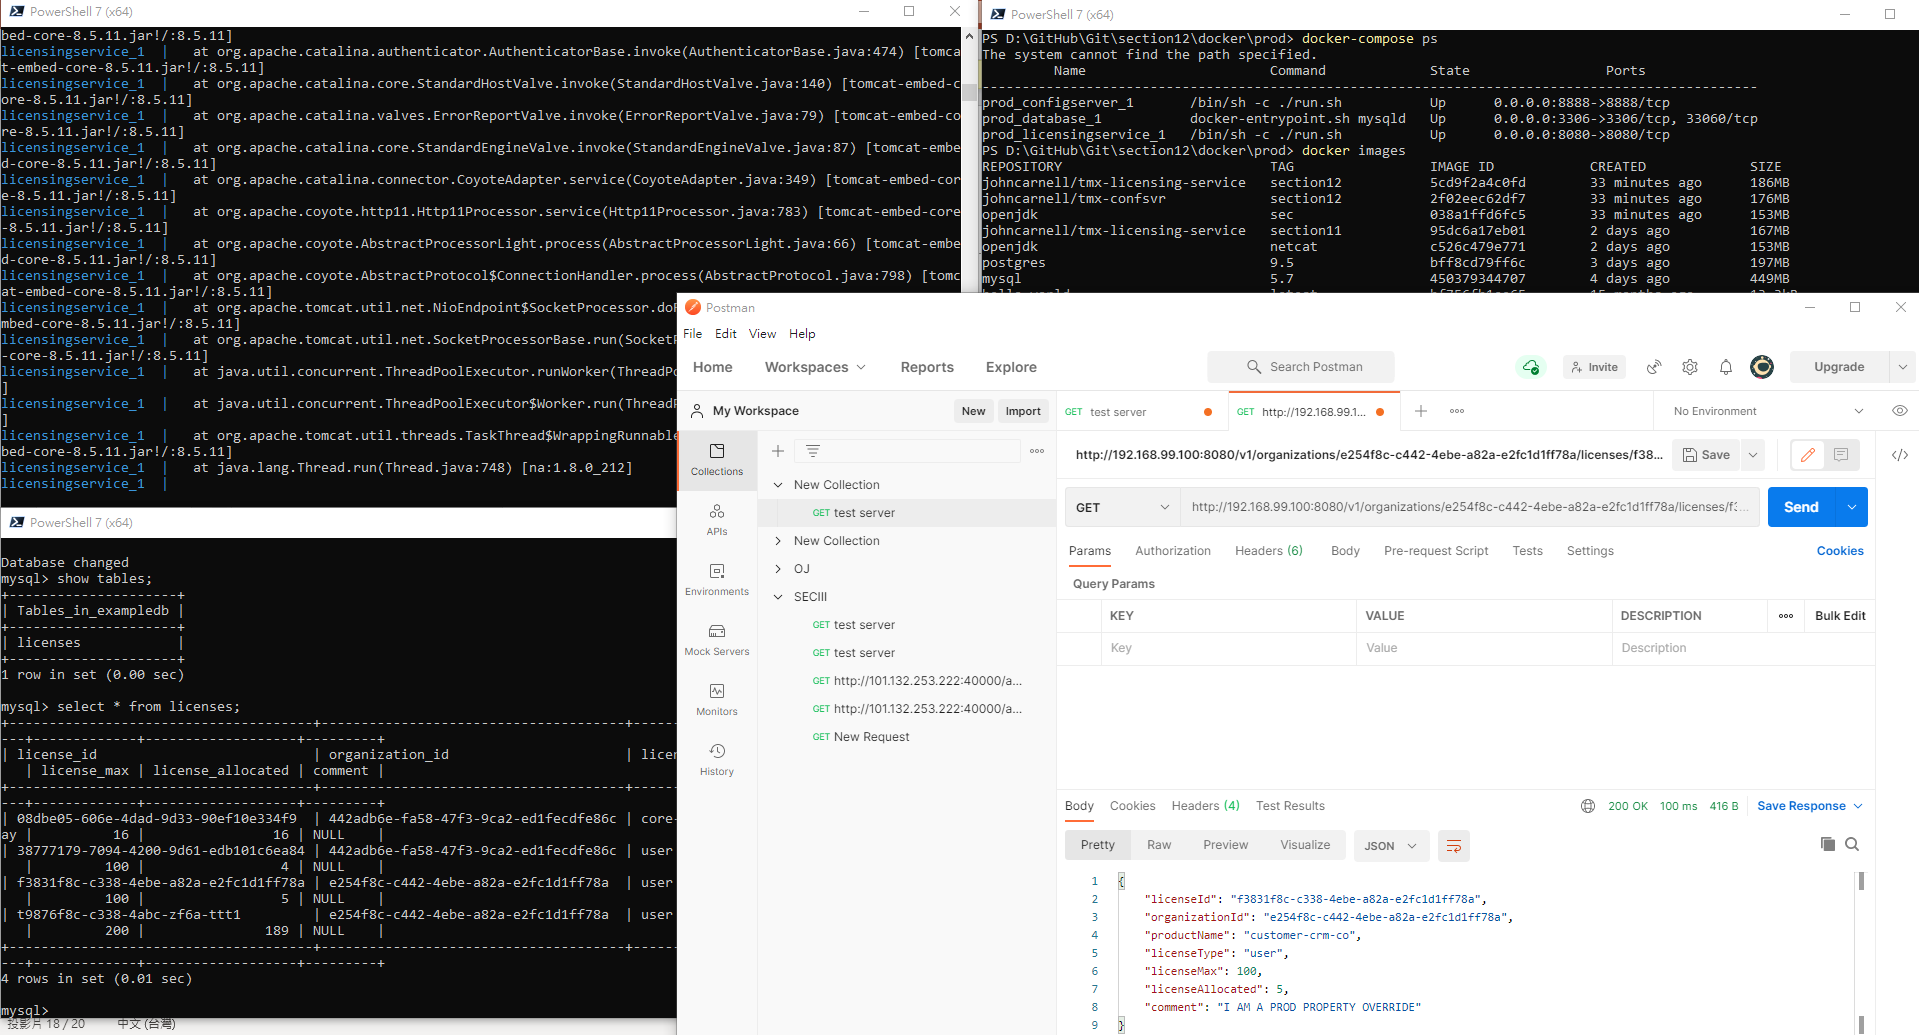 PowerShell 7 (x64)
bed-core-8.5.11.jar!/:8.5.11]
licensingservice_1  |   at org.apache.catalina.authenticator.AuthenticatorBase.invoke(AuthenticatorBase.java:474) [tomca
t-embed-core-8.5.11.jar!/:8.5.11]
licensingservice_1  |   at org.apache.catalina.core.StandardHostValve.invoke(StandardHostValve.java:140) [tomcat-embed-c
ore-8.5.11.jar!/:8.5.11]
licensingservice_1  |   at org.apache.catalina.valves.ErrorReportValve.invoke(ErrorReportValve.java:79) [tomcat-embed-co
re-8.5.11.jar!/:8.5.11]
licensingservice_1  |   at org.apache.catalina.core.StandardEngineValve.invoke(StandardEngineValve.java:87) [tomcat-embe
d-core-8.5.11.jar!/:8.5.11]
licensingservice_1  |   at org.apache.catalina.connector.CoyoteAdapter.service(CoyoteAdapter.java:349) [tomcat-embed-cor
e-8.5.11.jar!/:8.5.11]
licensingservice_1  |   at org.apache.coyote.http11.Http11Processor.service(Http11Processor.java:783) [tomcat-embed-core
-8.5.11.jar!/:8.5.11]
licensingservice_1  |   at org.apache.coyote.AbstractProcessorLight.process(AbstractProcessorLight.java:66) [tomcat-embe
d-core-8.5.11.jar!/:8.5.11]
licensingservice_1  |   at org.apache.coyote.AbstractProtocol$ConnectionHandler.process(AbstractProtocol.java:798) [tomc
at-embed-core-8.5.11.jar!/:8.5.11]
licensingservice_1  |   at org.apache.tomcat.util.net.NioEndpoint$SocketProcessor.doR
mbed-core-8.5.11.jar!/:8.5.11]
licensingservice_1  |   at org.apache.tomcat.util.net.SocketProcessorBase.run(SocketP
-core-8.5.11.jar!/:8.5.11]
licensingservice_1  |   at java.util.concurrent.ThreadPoolExecutor.runWorker(ThreadPo
]
licensingservice_1  |   at java.util.concurrent.ThreadPoolExecutor$Worker.run(ThreadP
]
licensingservice_1  |   at org.apache.tomcat.util.threads.TaskThread$WrappingRunnable
bed-core-8.5.11.jar!/:8.5.11]
licensingservice_1  |   at java.lang.Thread.run(Thread.java:748) [na:1.8.0_212]
licensingservice_1  |
PowerShell 7 (x64)
PS D:\GitHub\Git\section12\docker\prod> docker-compose ps
The system cannot find the path specified.
Name Command State Ports
prod_configserver_1 /bin/sh -c ./run.sh Up 0.0.0.0:8888->8888/tcp
prod_database_1 docker-entrypoint.sh mysqld Up 0.0.0.0:3306->3306/tcp, 33060/tcp
prod_licensingservice_1 /bin/sh -c ./run.sh Up 0.0.0.0:8080->8080/tcp
PS D:\GitHub\Git\section12\docker\prod> docker images
REPOSITORY TAG IMAGE ID CREATED SIZE
johncarnell/tmx-licensing-service section12 5cd9f2a4c0fd 33 minutes ago 186MB
johncarnell/tmx-confsvr section12 2f02eec62df7 33 minutes ago 176MB
openjdk sec 038a1ffd6fc5 33 minutes ago 153MB
johncarnell/tmx-licensing-service section11 95dc6a17eb01 2 days ago 167MB
openjdk netcat c526c479e771 2 days ago 153MB
postgres 9.5 bff8cd79ff6c 3 days ago 197MB
mysql 5.7 450379344707 4 days ago 449MB
PowerShell 7 (x64)
Database changed
mysql> show tables;
+---------------------+
| Tables_in_exampledb |
+---------------------+
| licenses            |
+---------------------+
1 row in set (0.00 sec)
mysql> select * from licenses;
| license_id | organization_id | licen
| license_max | license_allocated | comment |
| 08dbe05-606e-4dad-9d33-90ef10e334f9 | 442adb6e-fa58-47f3-9ca2-ed1fecdfe86c | core-
ay | 16 | 16 | NULL |
| 38777179-7094-4200-9d61-edb101c6ea84 | 442adb6e-fa58-47f3-9ca2-ed1fecdfe86c | user
| 100 | 4 | NULL |
| f3831f8c-c338-4ebe-a82a-e2fc1d1ff78a | e254f8c-c442-4ebe-a82a-e2fc1d1ff78a | user
| 100 | 5 | NULL |
| t9876f8c-c338-4abc-zf6a-ttt1 | e254f8c-c442-4ebe-a82a-e2fc1d1ff78a | user
| 200 | 189 | NULL |
4 rows in set (0.01 sec)
mysql>
投影片 18 / 20 中文 (台灣)
Postman
File Edit View Help
Home Workspaces Reports Explore Search Postman Invite Upgrade
My Workspace New Import
GET test server GET http://192.168.99.1... No Environment
Collections
APIs
Environments
Mock Servers
Monitors
History
New Collection
GET test server
New Collection
OJ
SECIII
GET test server
GET test server
GET http://101.132.253.222:40000/a...
GET http://101.132.253.222:40000/a...
GET New Request
http://192.168.99.100:8080/v1/organizations/e254f8c-c442-4ebe-a82a-e2fc1d1ff78a/licenses/f38... Save
GET http://192.168.99.100:8080/v1/organizations/e254f8c-c442-4ebe-a82a-e2fc1d1ff78a/licenses/f3... Send
Params Authorization Headers (6) Body Pre-request Script Tests Settings Cookies
Query Params
KEY VALUE DESCRIPTION Bulk Edit
Key Value Description
Body Cookies Headers (4) Test Results 200 OK 100 ms 416 B Save Response
Pretty Raw Preview Visualize JSON
1 {
2 "licenseId": "f3831f8c-c338-4ebe-a82a-e2fc1d1ff78a",
3 "organizationId": "e254f8c-c442-4ebe-a82a-e2fc1d1ff78a",
4 "productName": "customer-crm-co",
5 "licenseType": "user",
6 "licenseMax": 100,
7 "licenseAllocated": 5,
8 "comment": "I AM A PROD PROPERTY OVERRIDE"
9 }